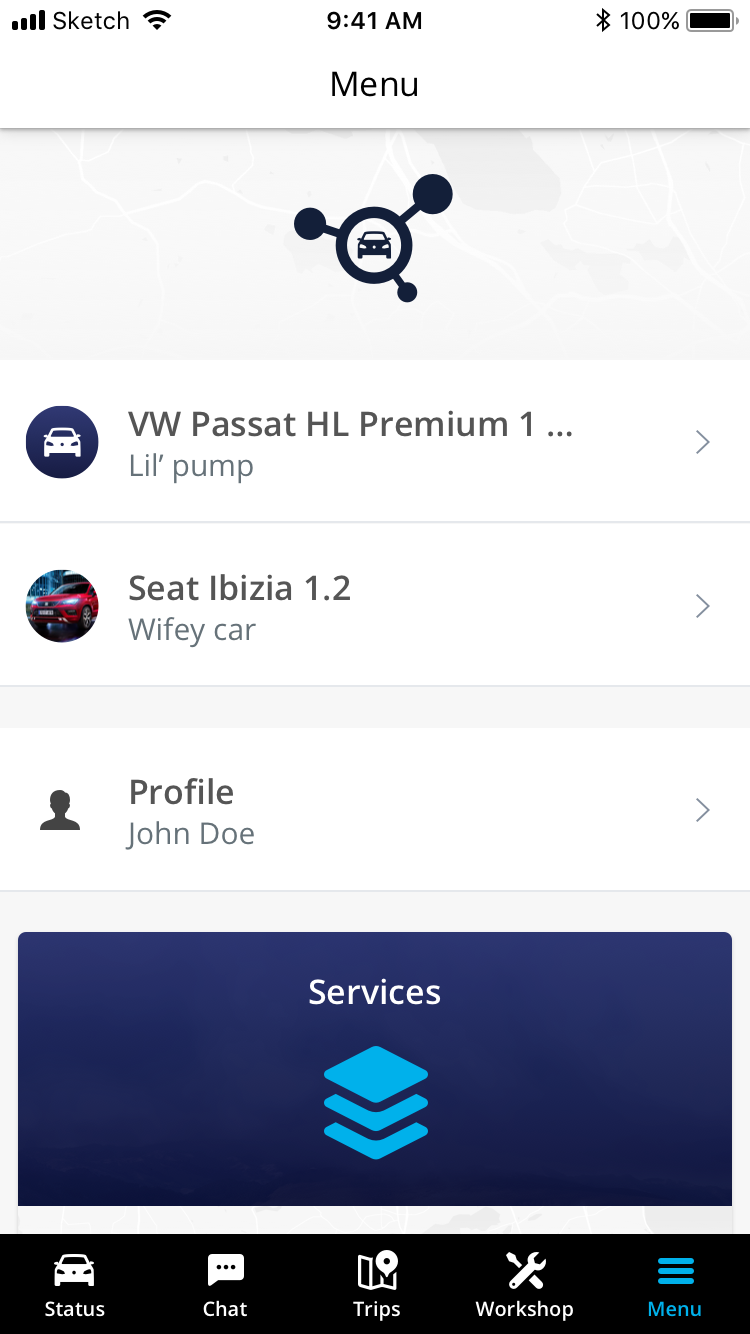 Sketch 9:41 AM 100%
Menu
VW Passat HL Premium 1 ...
Lil’ pump
Seat Ibizia 1.2
Wifey car
Profile
John Doe
Services
Status Chat Trips Workshop Menu